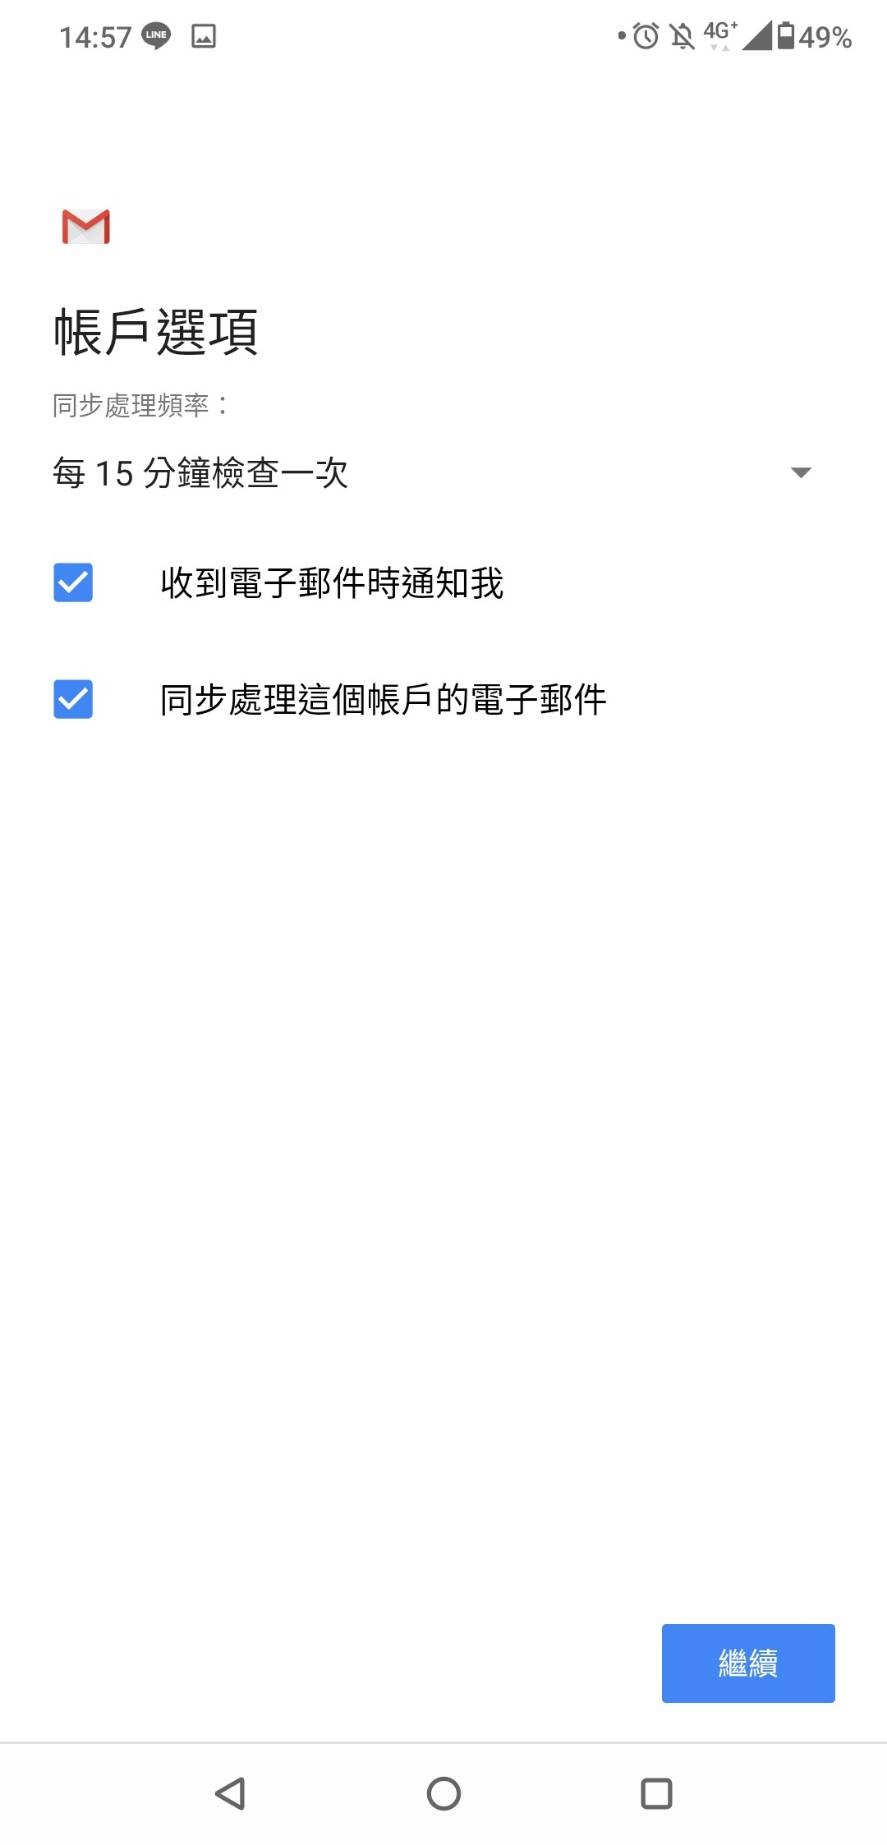 14:57 LINE 4G+ 49%
帳戶選項
同步處理頻率：
每 15 分鐘檢查一次
收到電子郵件時通知我
同步處理這個帳戶的電子郵件
繼續